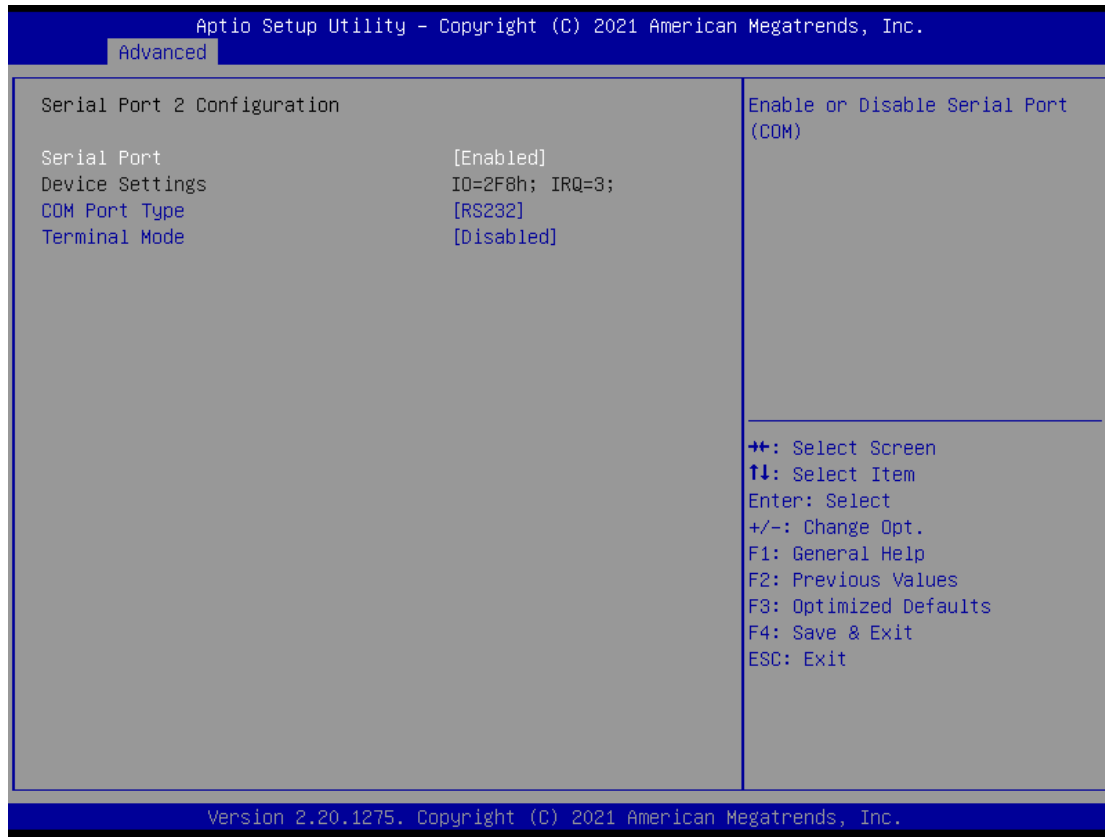 Aptio Setup Utility – Copyright (C) 2021 American Megatrends, Inc.
Advanced
Serial Port 2 Configuration
Serial Port [Enabled]
Device Settings IO=2F8h; IRQ=3;
COM Port Type [RS232]
Terminal Mode [Disabled]
Enable or Disable Serial Port
(COM)
→←: Select Screen
↑↓: Select Item
Enter: Select
+/-: Change Opt.
F1: General Help
F2: Previous Values
F3: Optimized Defaults
F4: Save & Exit
ESC: Exit
Version 2.20.1275. Copyright (C) 2021 American Megatrends, Inc.